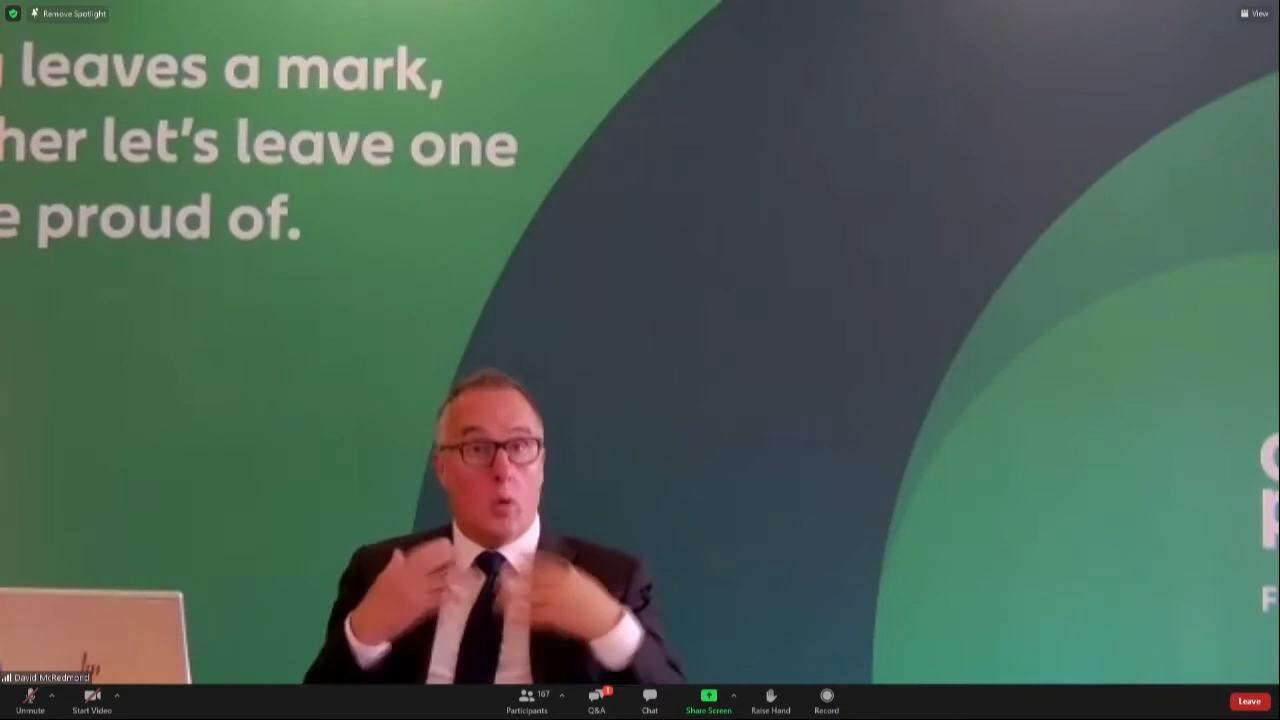 Remove Spotlight
View
leaves a mark,
her let's leave one
e proud of.
F
David McRedmond
Unmute
Start Video
167
Participants
1
Q&A
Chat
Share Screen
Raise Hand
Record
Leave